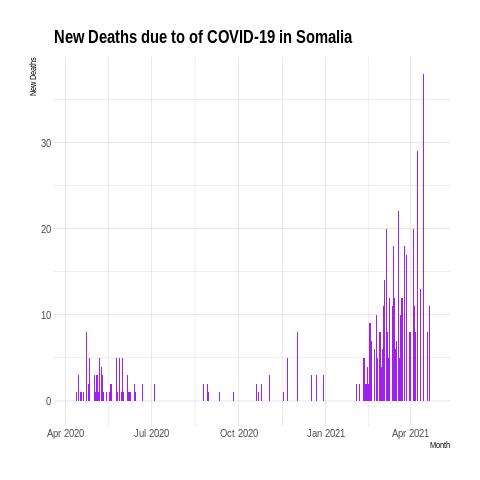 New Deaths due to of COVID-19 in Somalia
New Deaths
30
20
10
0
Apr 2020
Jul 2020
Oct 2020
Jan 2021
Apr 2021
Month